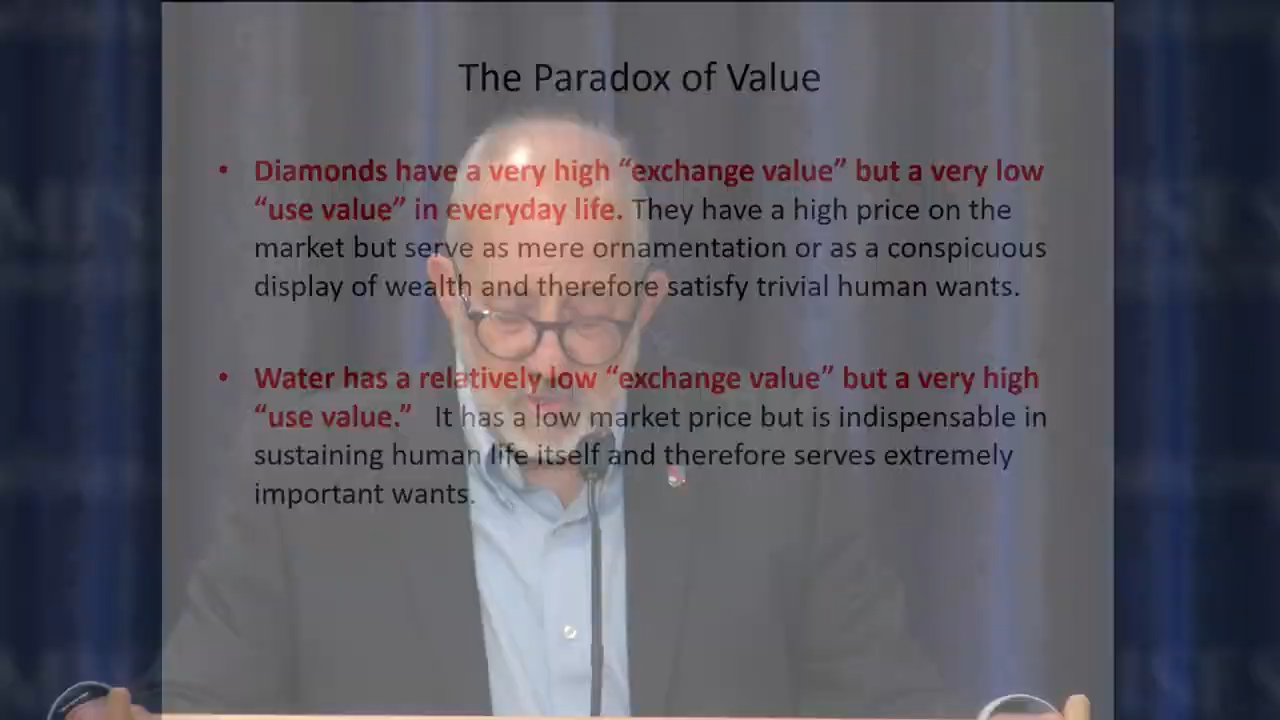 The Paradox of Value
• Diamonds have a very high “exchange value” but a very low
“use value” in everyday life. They have a high price on the
market but serve as mere ornamentation or as a conspicuous
display of wealth and therefore satisfy trivial human wants.
• Water has a relatively low “exchange value” but a very high
“use value.” It has a low market price but is indispensable in
sustaining human life itself and therefore serves extremely
important wants.